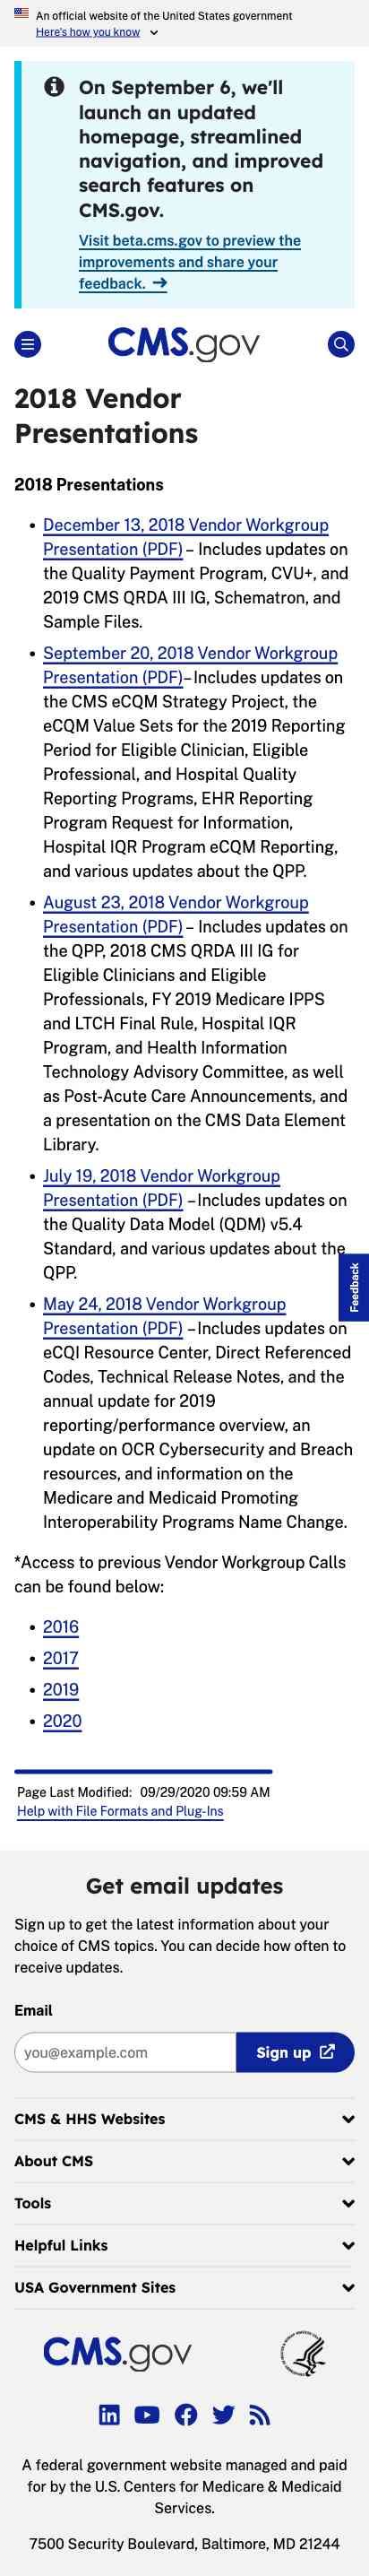 An official website of the United States government
Here's how you know
On September 6, we'll
launch an updated
homepage, streamlined
navigation, and improved
search features on
CMS.gov.
Visit beta.cms.gov to preview the
improvements and share your
feedback. →
CMS.gov
2018 Vendor
Presentations
2018 Presentations
• December 13, 2018 Vendor Workgroup
Presentation (PDF) – Includes updates on
the Quality Payment Program, CVU+, and
2019 CMS QRDA III IG, Schematron, and
Sample Files.
• September 20, 2018 Vendor Workgroup
Presentation (PDF)– Includes updates on
the CMS eCQM Strategy Project, the
eCQM Value Sets for the 2019 Reporting
Period for Eligible Clinician, Eligible
Professional, and Hospital Quality
Reporting Programs, EHR Reporting
Program Request for Information,
Hospital IQR Program eCQM Reporting,
and various updates about the QPP.
• August 23, 2018 Vendor Workgroup
Presentation (PDF) – Includes updates on
the QPP, 2018 CMS QRDA III IG for
Eligible Clinicians and Eligible
Professionals, FY 2019 Medicare IPPS
and LTCH Final Rule, Hospital IQR
Program, and Health Information
Technology Advisory Committee, as well
as Post-Acute Care Announcements, and
a presentation on the CMS Data Element
Library.
• July 19, 2018 Vendor Workgroup
Presentation (PDF) – Includes updates on
the Quality Data Model (QDM) v5.4
Standard, and various updates about the
QPP.
Feedback
• May 24, 2018 Vendor Workgroup
Presentation (PDF) – Includes updates on
eCQI Resource Center, Direct Referenced
Codes, Technical Release Notes, and the
annual update for 2019
reporting/performance overview, an
update on OCR Cybersecurity and Breach
resources, and information on the
Medicare and Medicaid Promoting
Interoperability Programs Name Change.
*Access to previous Vendor Workgroup Calls
can be found below:
• 2016
• 2017
• 2019
• 2020
Page Last Modified: 09/29/2020 09:59 AM
Help with File Formats and Plug-Ins
Get email updates
Sign up to get the latest information about your
choice of CMS topics. You can decide how often to
receive updates.
Email
you@example.com
Sign up
CMS & HHS Websites
About CMS
Tools
Helpful Links
USA Government Sites
CMS.gov
A federal government website managed and paid
for by the U.S. Centers for Medicare & Medicaid
Services.
7500 Security Boulevard, Baltimore, MD 21244